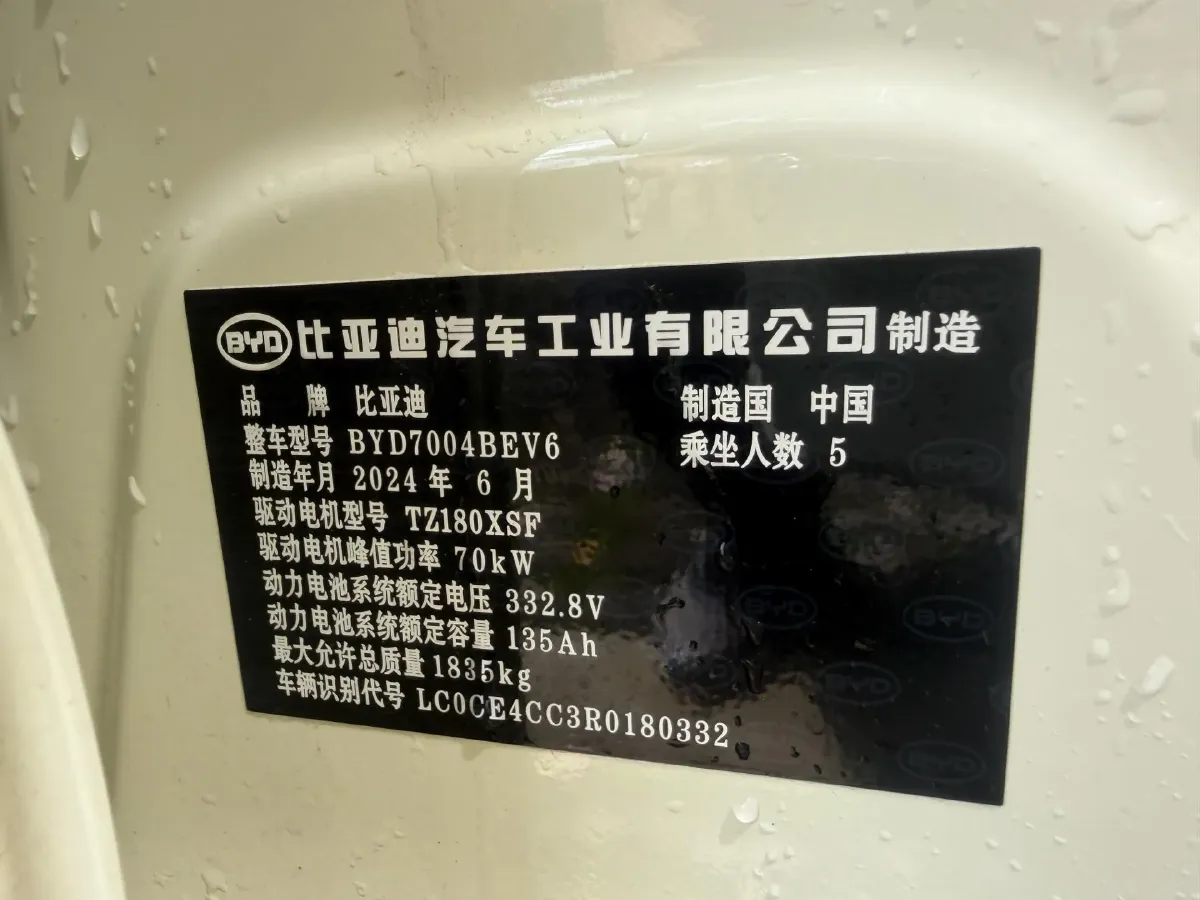 BYD 比亚迪汽车工业有限公司制造
品 牌 比亚迪 制造国 中国
整车型号 BYD7004BEV6 乘坐人数 5
制造年月 2024 年 6 月
驱动电机型号 TZ180XSF
驱动电机峰值功率 70kW
动力电池系统额定电压 332.8V
动力电池系统额定容量 135Ah
最大允许总质量 1835kg
车辆识别代号 LC0CE4CC3R0180332